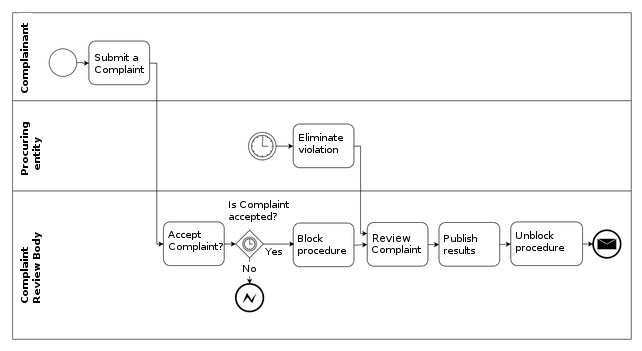 Complainant
Submit a
Complaint
Procuring
entity
Eliminate
violation
Complaint
Review Body
Is Complaint
accepted?
Accept
Complaint?
Yes
No
Block
procedure
Review
Complaint
Publish
results
Unblock
procedure